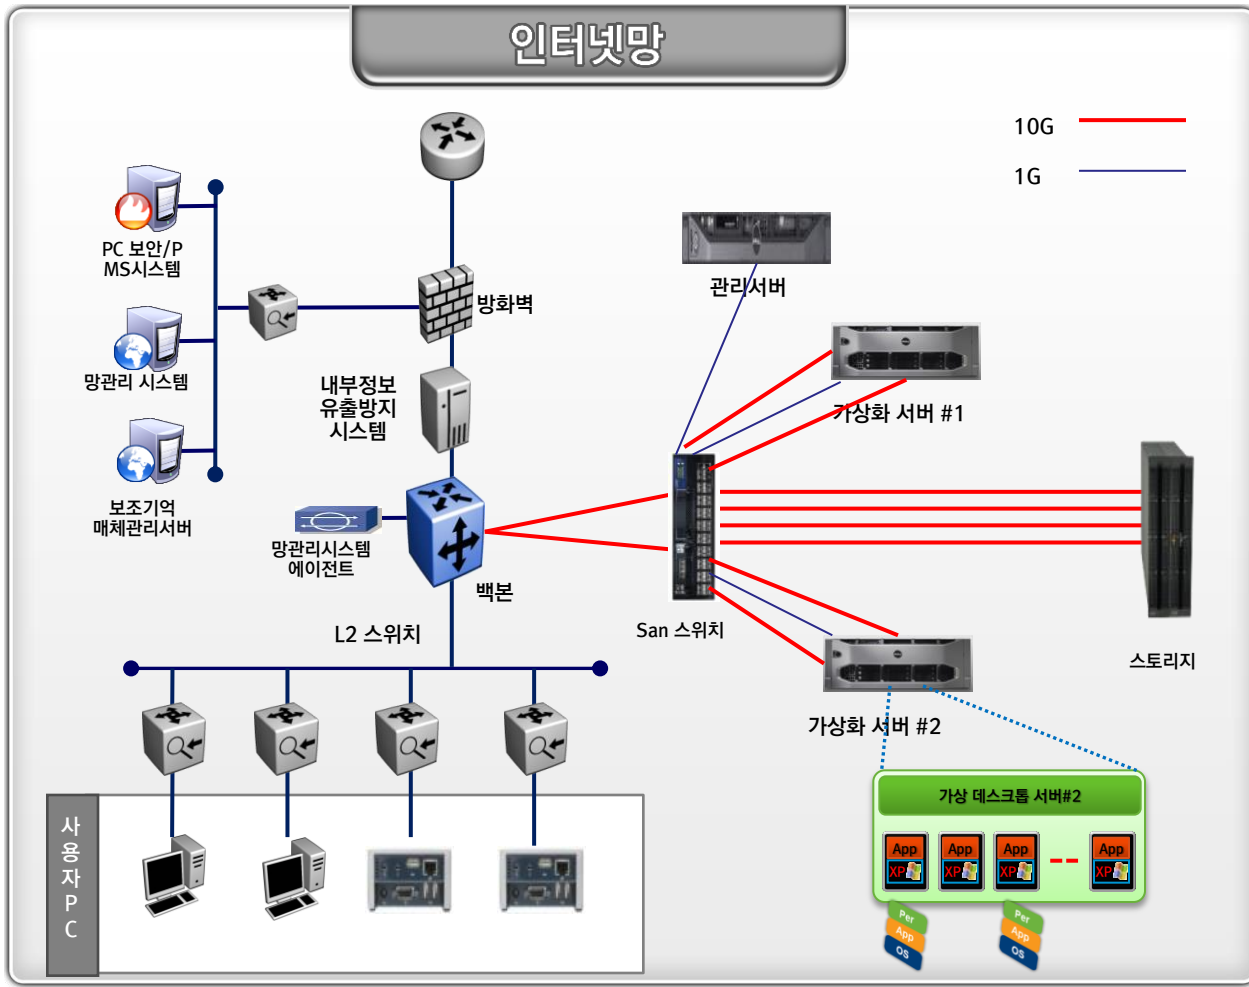 인터넷망
10G
1G
PC 보안/P
MS시스템
관리서버
방화벽
망관리 시스템
내부정보
유출방지
시스템
가상화 서버 #1
보조기억
매체관리서버
망관리시스템
에이전트
백본
L2 스위치
San 스위치
스토리지
가상화 서버 #2
가상 데스크톱 서버#2
App
XP
App
XP
App
XP
App
XP
사
용
자
P
C
Per
App
OS
Per
App
OS